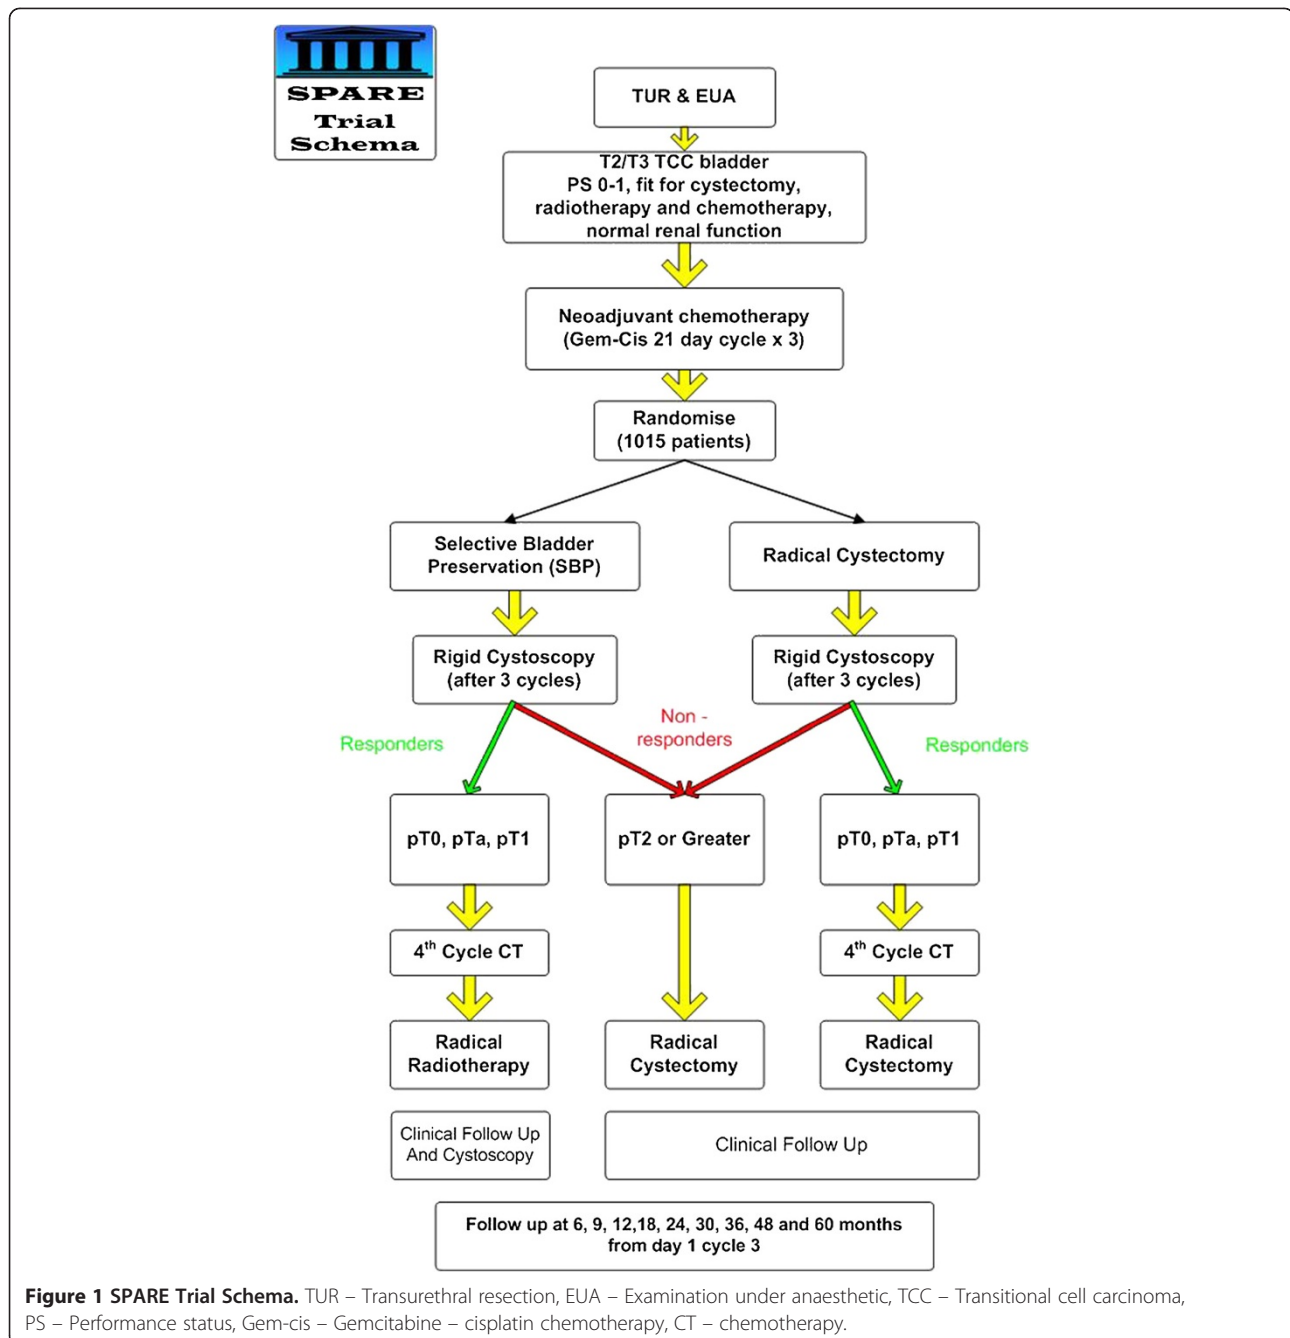 SPARE
Trial
Schema
TUR & EUA
T2/T3 TCC bladder
PS 0-1, fit for cystectomy,
radiotherapy and chemotherapy,
normal renal function
Neoadjuvant chemotherapy
(Gem-Cis 21 day cycle x 3)
Randomise
(1015 patients)
Selective Bladder
Preservation (SBP)
Radical Cystectomy
Rigid Cystoscopy
(after 3 cycles)
Rigid Cystoscopy
(after 3 cycles)
Responders
Non -
responders
Responders
pT0, pTa, pT1
pT2 or Greater
pT0, pTa, pT1
4th Cycle CT
4th Cycle CT
Radical
Radiotherapy
Radical
Cystectomy
Radical
Cystectomy
Clinical Follow Up
And Cystoscopy
Clinical Follow Up
Follow up at 6, 9, 12,18, 24, 30, 36, 48 and 60 months
from day 1 cycle 3
Figure 1 SPARE Trial Schema. TUR – Transurethral resection, EUA – Examination under anaesthetic, TCC – Transitional cell carcinoma,
PS – Performance status, Gem-cis – Gemcitabine – cisplatin chemotherapy, CT – chemotherapy.